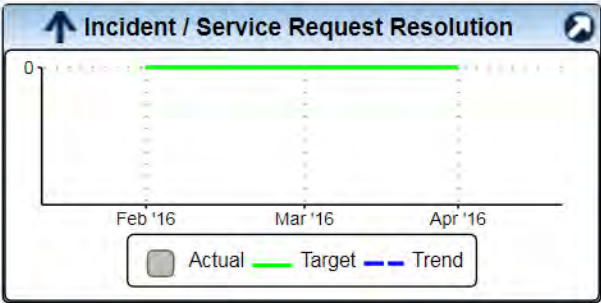 Incident / Service Request Resolution
0
Feb '16 Mar '16 Apr '16
Actual Target Trend